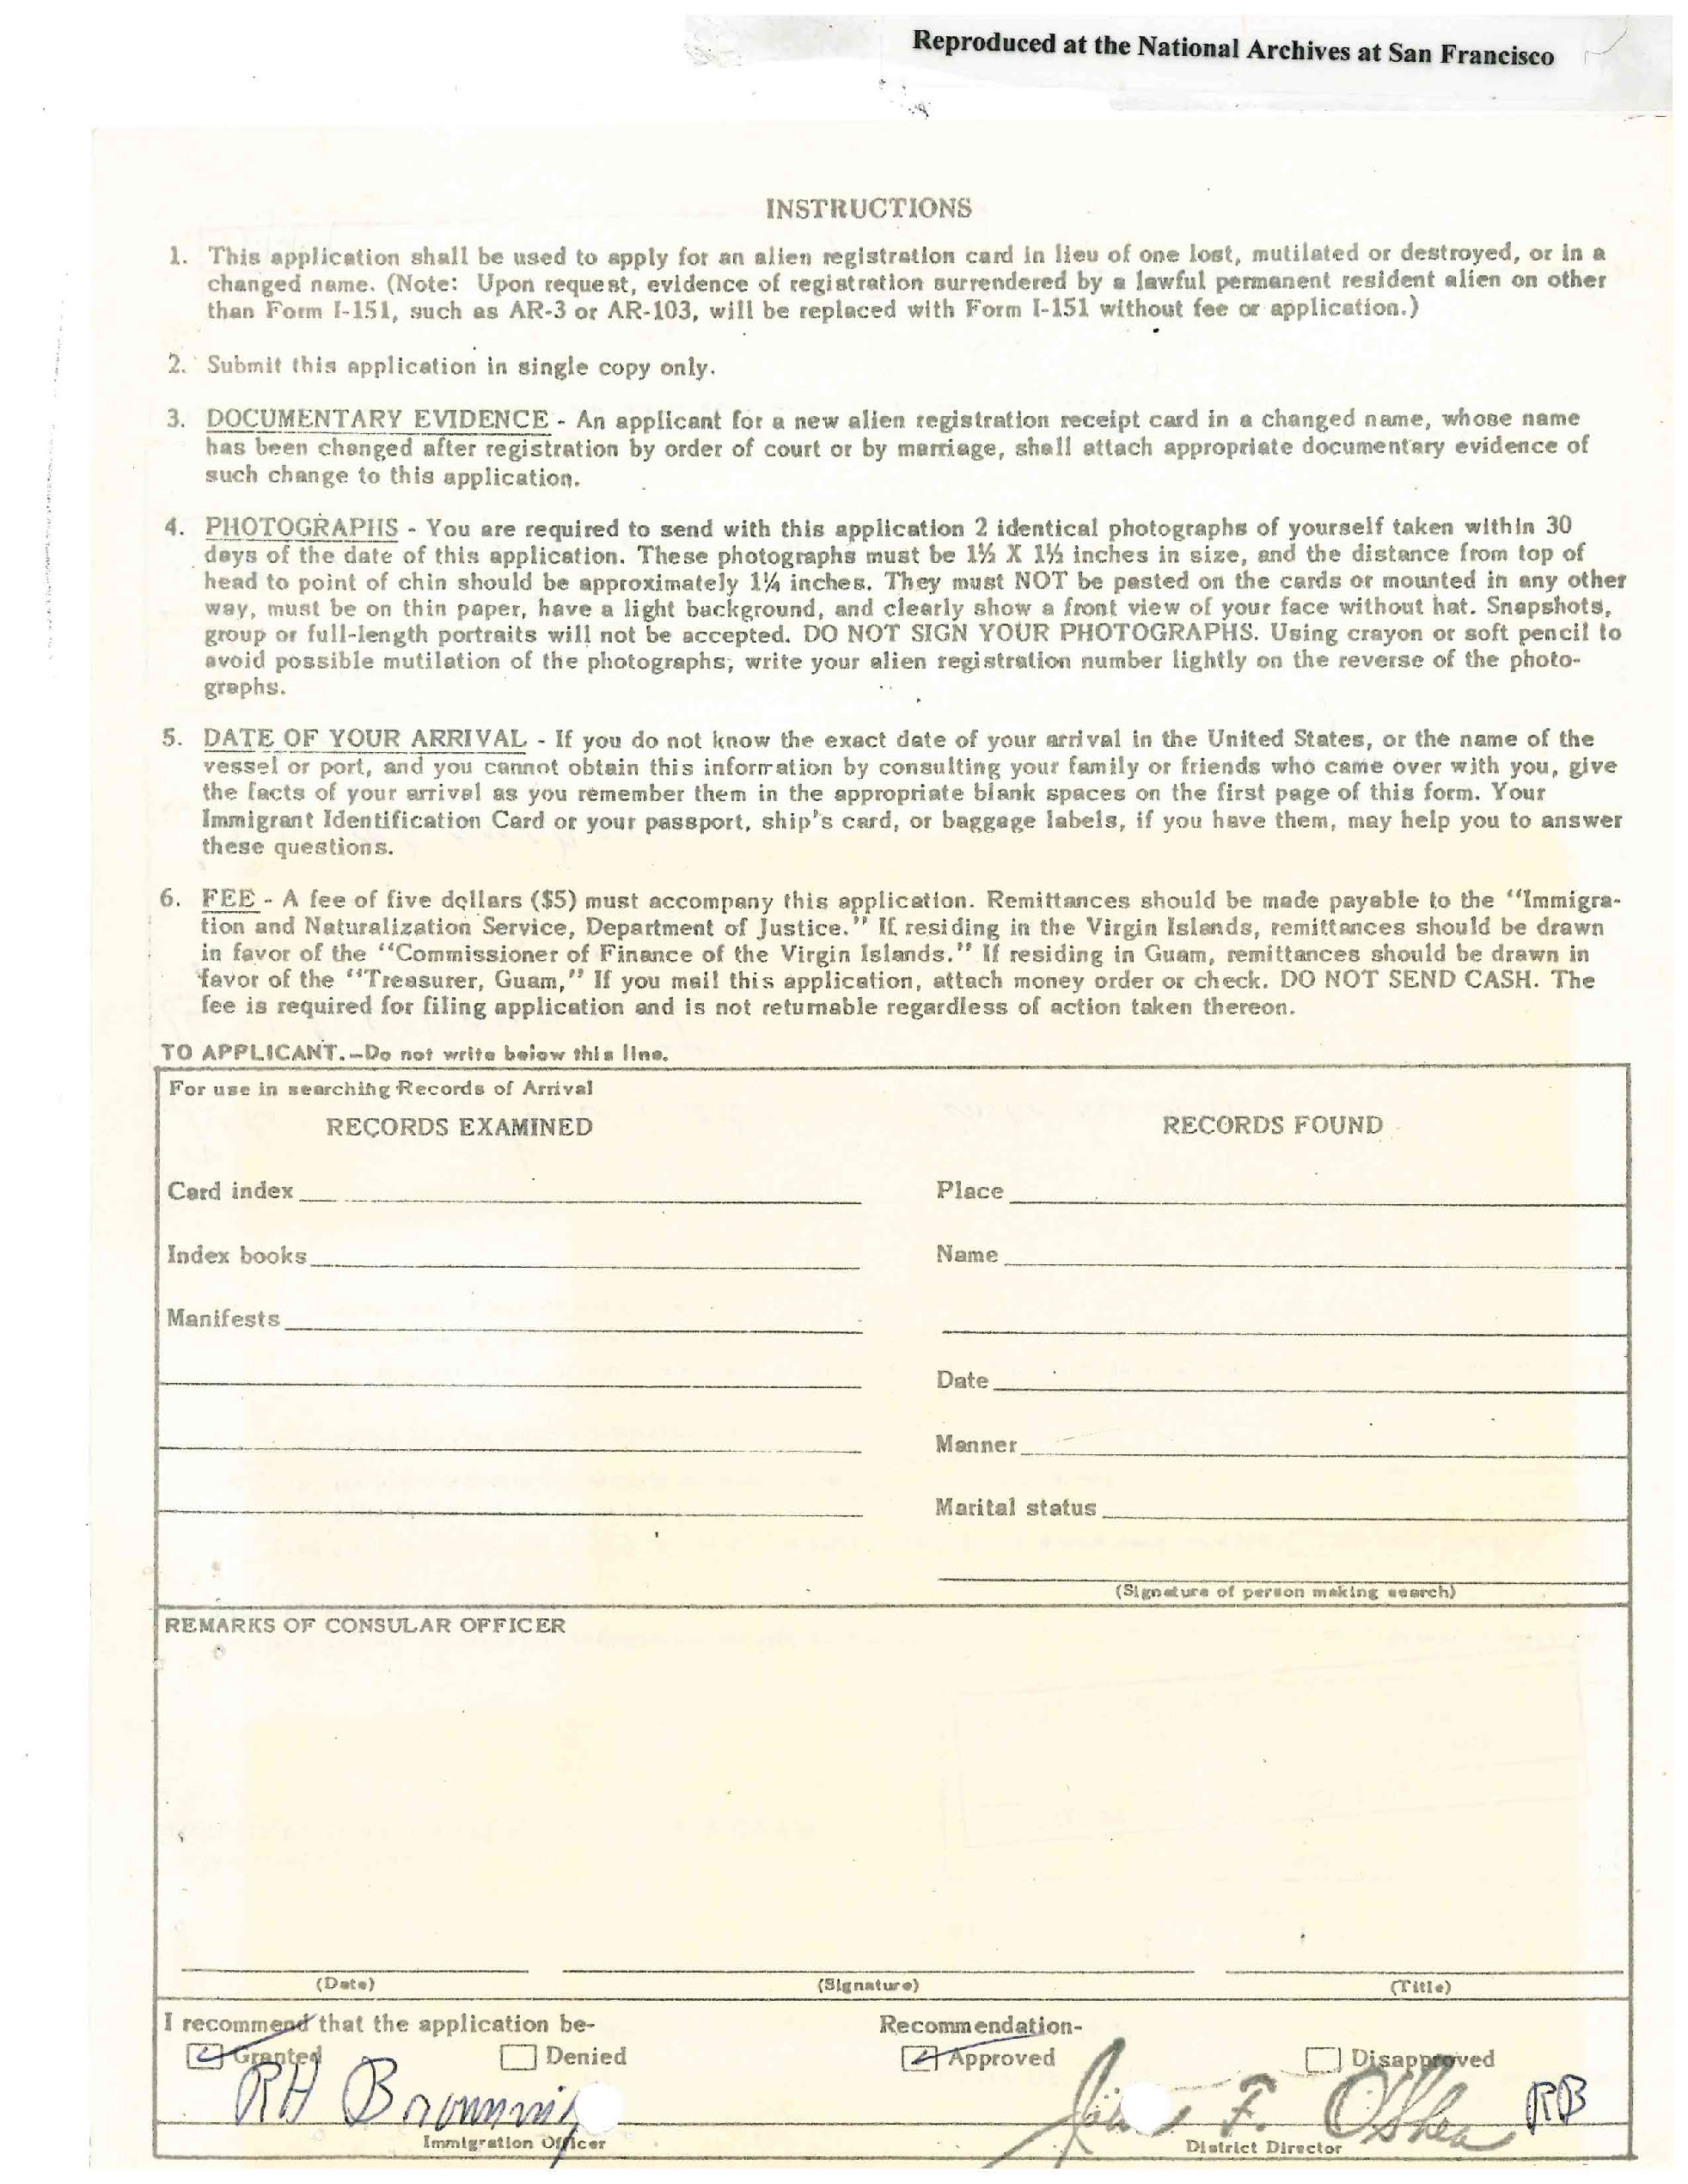 Reproduced at the National Archives at San Francisco
INSTRUCTIONS
1. This application shall be used to apply for an alien registration card in lieu of one lost, mutilated or destroyed, or in a
changed name. (Note: Upon request, evidence of registration surrendered by a lawful permanent resident alien on other
than Form I-151, such as AR-3 or AR-103, will be replaced with Form I-151 without fee or application.)
2. Submit this application in single copy only.
3. DOCUMENTARY EVIDENCE - An applicant for a new alien registration receipt card in a changed name, whose name
has been changed after registration by order of court or by marriage, shall attach appropriate documentary evidence of
such change to this application.
4. PHOTOGRAPHS - You are required to send with this application 2 identical photographs of yourself taken within 30
days of the date of this application. These photographs must be 1½ X 1½ inches in size, and the distance from top of
head to point of chin should be approximately 1¼ inches. They must NOT be pasted on the cards or mounted in any other
way, must be on thin paper, have a light background, and clearly show a front view of your face without hat. Snapshots,
group or full-length portraits will not be accepted. DO NOT SIGN YOUR PHOTOGRAPHS. Using crayon or soft pencil to
avoid possible mutilation of the photographs, write your alien registration number lightly on the reverse of the photo-
graphs.
5. DATE OF YOUR ARRIVAL - If you do not know the exact date of your arrival in the United States, or the name of the
vessel or port, and you cannot obtain this information by consulting your family or friends who came over with you, give
the facts of your arrival as you remember them in the appropriate blank spaces on the first page of this form. Your
Immigrant Identification Card or your passport, ship's card, or baggage labels, if you have them, may help you to answer
these questions.
6. FEE - A fee of five dollars ($5) must accompany this application. Remittances should be made payable to the "Immigra-
tion and Naturalization Service, Department of Justice." If residing in the Virgin Islands, remittances should be drawn
in favor of the "Commissioner of Finance of the Virgin Islands." If residing in Guam, remittances should be drawn in
favor of the "Treasurer, Guam," If you mail this application, attach money order or check. DO NOT SEND CASH. The
fee is required for filing application and is not returnable regardless of action taken thereon.
TO APPLICANT.—Do not write below this line.
For use in searching Records of Arrival
RECORDS EXAMINED RECORDS FOUND
Card index Place
Index books Name
Manifests
Date
Manner
Marital status
(Signature of person making search)
REMARKS OF CONSULAR OFFICER
(Date) (Signature) (Title)
I recommend that the application be- Recommendation-
Granted Denied Approved Disapproved
RH Browning F. O'Shea RB
Immigration Officer District Director